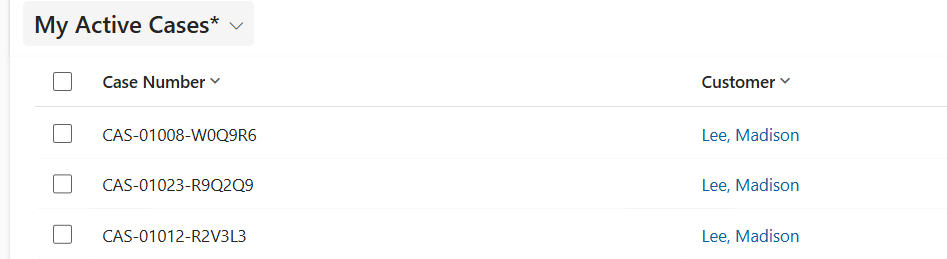 My Active Cases*
Case Number Customer
CAS-01008-W0Q9R6 Lee, Madison
CAS-01023-R9Q2Q9 Lee, Madison
CAS-01012-R2V3L3 Lee, Madison